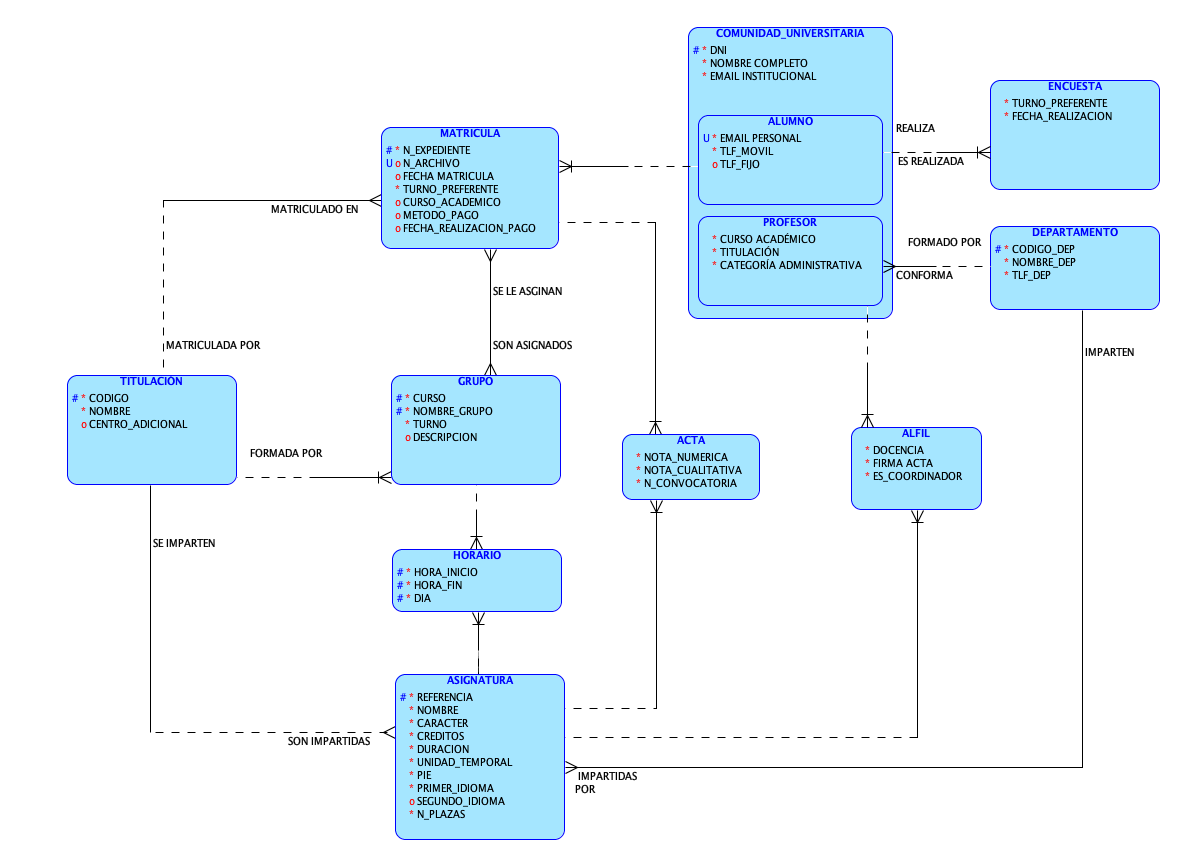 COMUNIDAD_UNIVERSITARIA
# * DNI
* NOMBRE COMPLETO
* EMAIL INSTITUCIONAL
ALUMNO
U * EMAIL PERSONAL
* TLF_MOVIL
o TLF_FIJO
PROFESOR
* CURSO ACADÉMICO
* TITULACIÓN
* CATEGORÍA ADMINISTRATIVA
REALIZA
ES REALIZADA
ENCUESTA
* TURNO_PREFERENTE
* FECHA_REALIZACION
FORMADO POR
CONFORMA
DEPARTAMENTO
# * CODIGO_DEP
* NOMBRE_DEP
* TLF_DEP
IMPARTEN
MATRICULA
# * N_EXPEDIENTE
U o N_ARCHIVO
o FECHA MATRICULA
* TURNO_PREFERENTE
o CURSO_ACADEMICO
o METODO_PAGO
o FECHA_REALIZACION_PAGO
MATRICULADO EN
MATRICULADA POR
SE LE ASGINAN
SON ASIGNADOS
TITULACIÓN
# * CODIGO
* NOMBRE
o CENTRO_ADICIONAL
FORMADA POR
GRUPO
# * CURSO
# * NOMBRE_GRUPO
* TURNO
o DESCRIPCION
ACTA
* NOTA_NUMERICA
* NOTA_CUALITATIVA
* N_CONVOCATORIA
ALFIL
* DOCENCIA
* FIRMA ACTA
* ES_COORDINADOR
SE IMPARTEN
HORARIO
# * HORA_INICIO
# * HORA_FIN
# * DIA
SON IMPARTIDAS
ASIGNATURA
# * REFERENCIA
* NOMBRE
* CARACTER
* CREDITOS
* DURACION
* UNIDAD_TEMPORAL
* PIE
* PRIMER_IDIOMA
o SEGUNDO_IDIOMA
* N_PLAZAS
IMPARTIDAS
POR